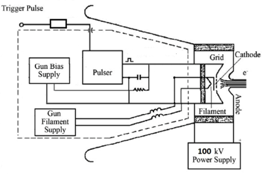 Trigger Pulse
Gun Bias
Supply
Pulser
Grid
Cathode
e⁻
Anode
Gun
Filament
Supply
Filament
100 kV
Power Supply